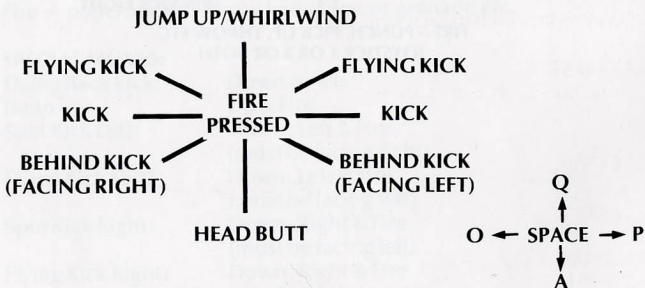 JUMP UP/WHIRLWIND
FLYING KICK
FLYING KICK
FIRE
PRESSED
KICK
KICK
BEHIND KICK
(FACING RIGHT)
BEHIND KICK
(FACING LEFT)
HEAD BUTT
Q
O SPACE P
A